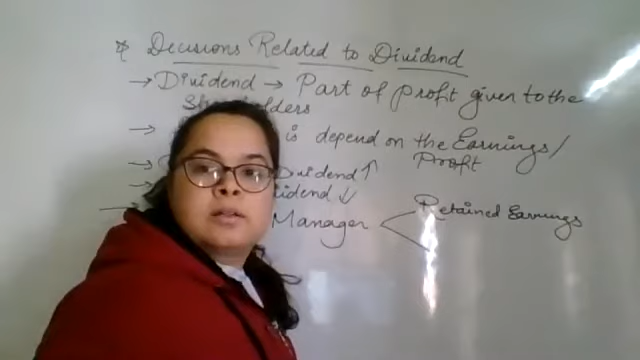 * Decisions Related to Dividend
→ Dividend → Part of profit given to the
Shareholders
→ is depend on the Earnings/
Profit
Dividend ↑
Dividend ↓
Manager Retained Earnings